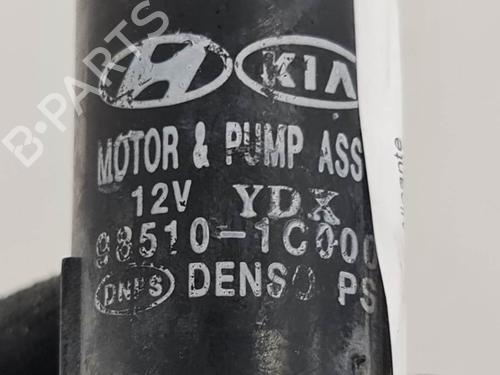 B-PARTS
KIA
MOTOR & PUMP ASS
12V YDX
98510-1C000
DNPS DENSO PS